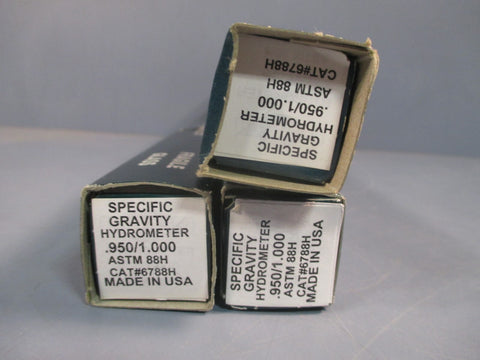 SPECIFIC
GRAVITY
HYDROMETER
.950/1.000
ASTM 88H
CAT#6788H
SPECIFIC
GRAVITY
HYDROMETER
.950/1.000
ASTM 88H
CAT#6788H
MADE IN USA
SPECIFIC
GRAVITY
HYDROMETER
.950/1.000
ASTM 88H
CAT#6788H
MADE IN USA